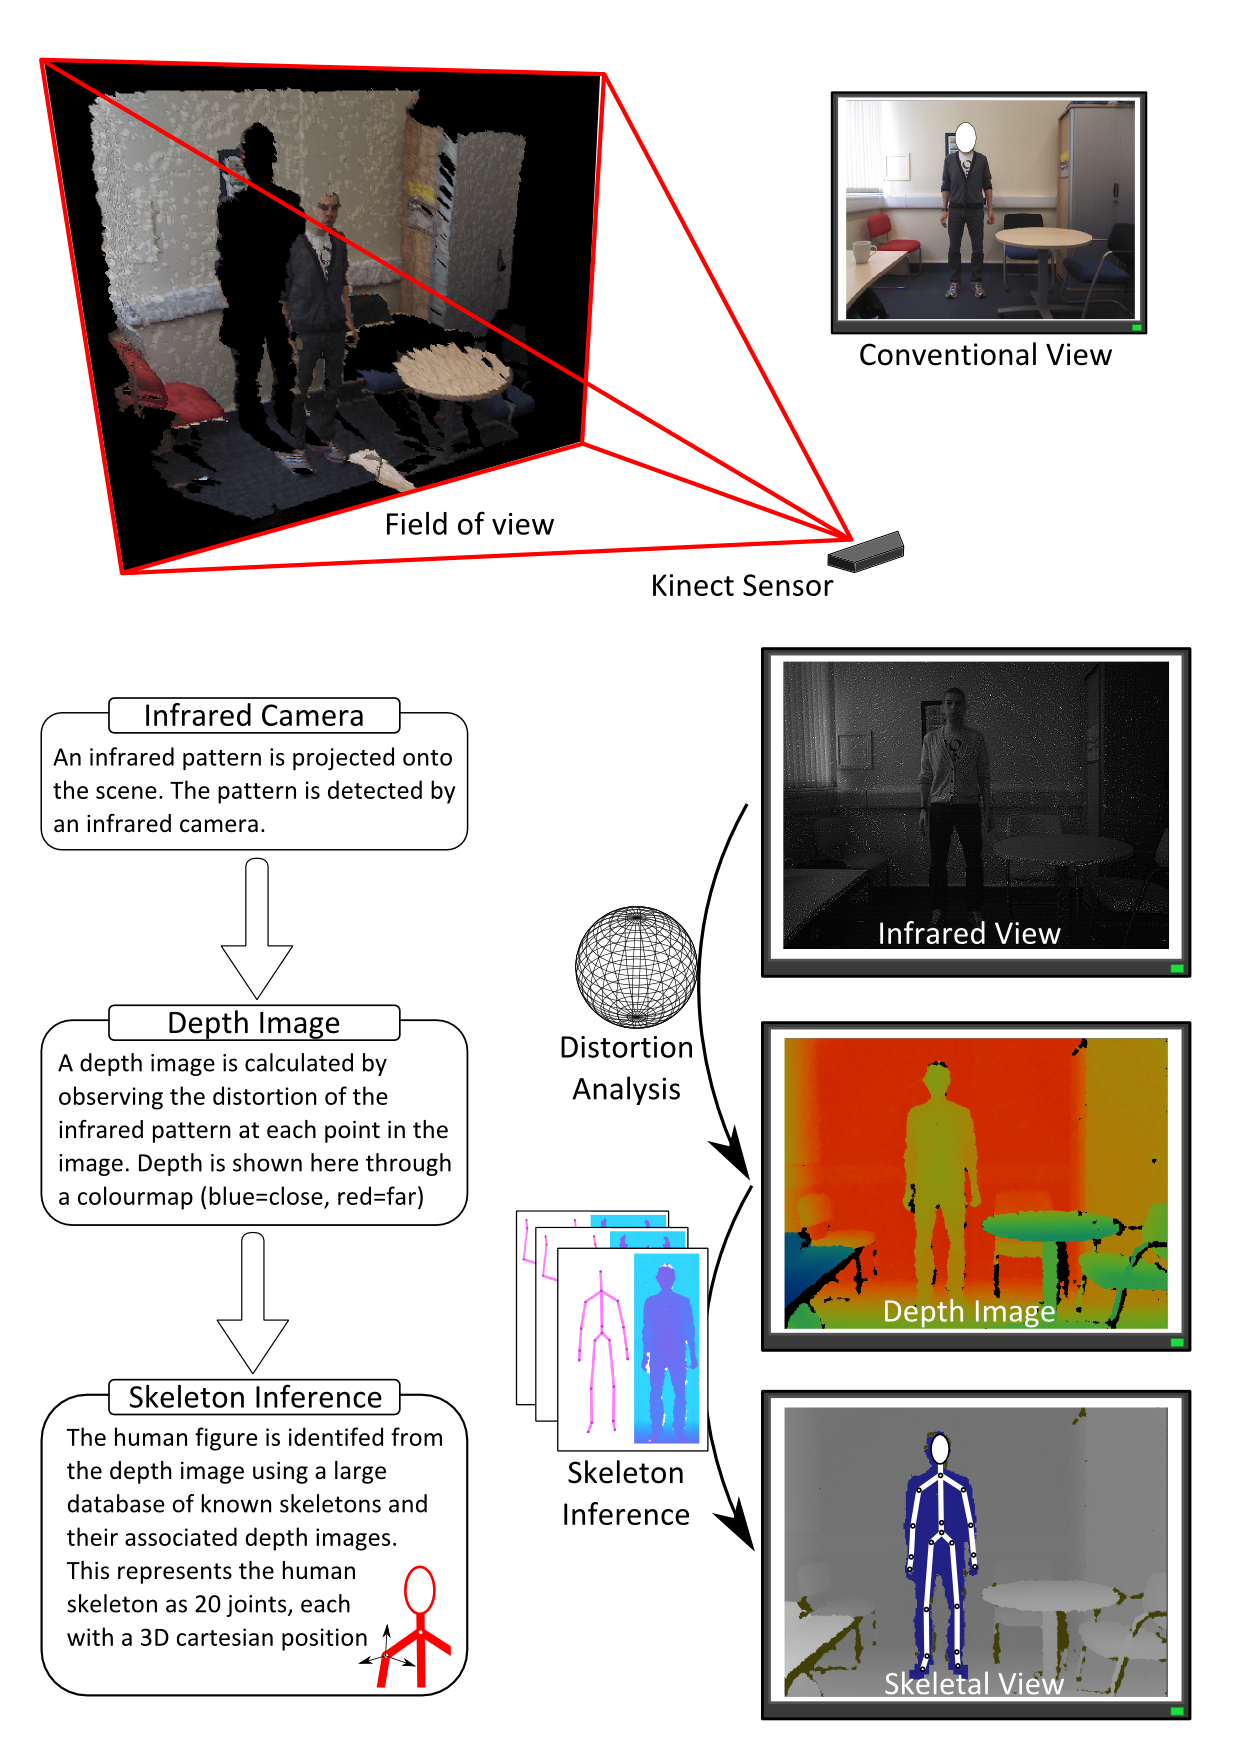 Conventional View
Field of view
Kinect Sensor
Infrared Camera
An infrared pattern is projected onto
the scene. The pattern is detected by
an infrared camera.
Infrared View
Distortion
Analysis
Depth Image
A depth image is calculated by
observing the distortion of the
infrared pattern at each point in the
image. Depth is shown here through
a colourmap (blue=close, red=far)
Depth Image
Skeleton Inference
The human figure is identifed from
the depth image using a large
database of known skeletons and
their associated depth images.
This represents the human
skeleton as 20 joints, each
with a 3D cartesian position
Skeleton
Inference
Skeletal View